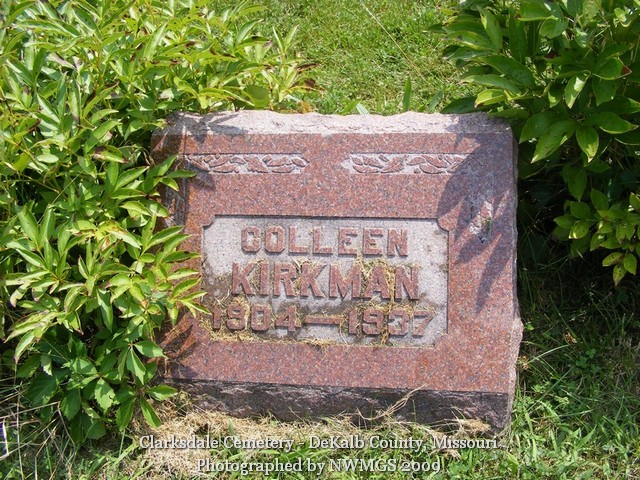 COLLEEN
KIRKMAN
1904-1937
Clarksdale Cemetery - DeKalb County, Missouri
Photographed by NWMGS 2009